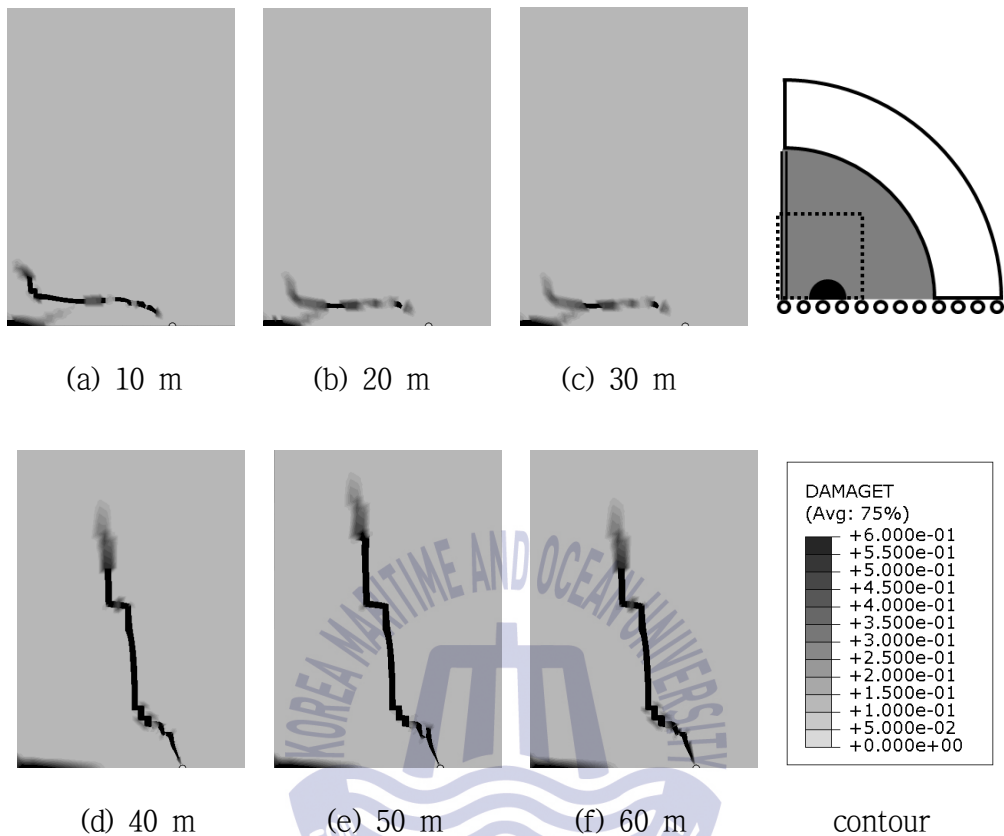 (a) 10 m
(b) 20 m
(c) 30 m
DAMAGET
(Avg: 75%)
+6.000e-01
+5.500e-01
+5.000e-01
+4.500e-01
+4.000e-01
+3.500e-01
+3.000e-01
+2.500e-01
+2.000e-01
+1.500e-01
+1.000e-01
+5.000e-02
+0.000e+00
KOREA MARITIME AND OCEAN UNIVERSITY
(d) 40 m
(e) 50 m
(f) 60 m
contour